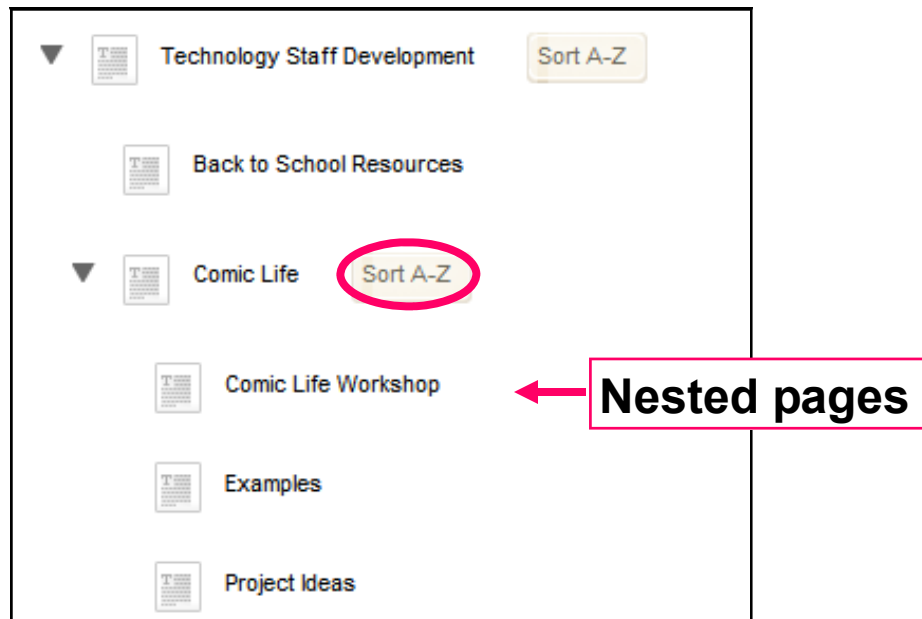 Technology Staff Development Sort A-Z
Back to School Resources
Comic Life Sort A-Z
Comic Life Workshop
Nested pages
Examples
Project Ideas